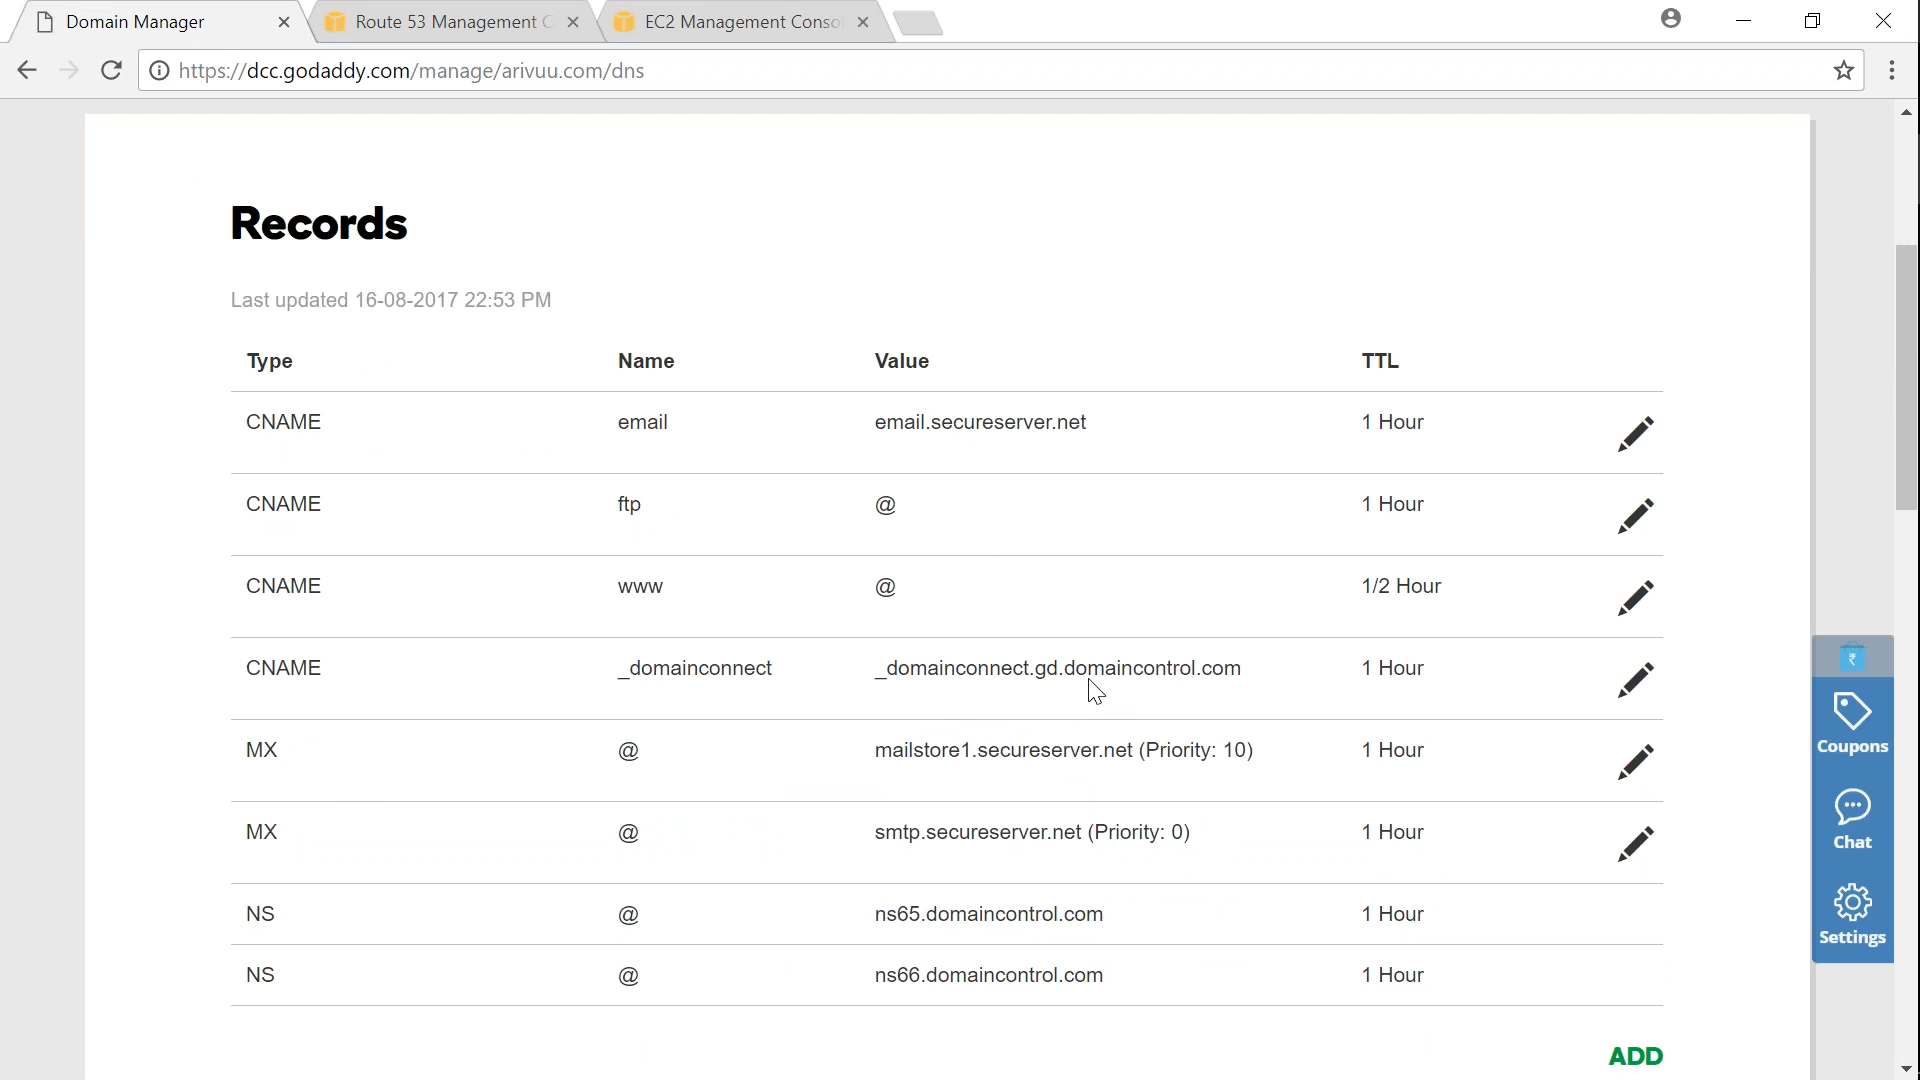 Domain Manager
Route 53 Management C
EC2 Management Conso
https://dcc.godaddy.com/manage/arivuu.com/dns
Records
Last updated 16-08-2017 22:53 PM
Type Name Value TTL
CNAME email email.secureserver.net 1 Hour
CNAME ftp @ 1 Hour
CNAME www @ 1/2 Hour
CNAME _domainconnect _domainconnect.gd.domaincontrol.com 1 Hour
MX @ mailstore1.secureserver.net (Priority: 10) 1 Hour
MX @ smtp.secureserver.net (Priority: 0) 1 Hour
NS @ ns65.domaincontrol.com 1 Hour
NS @ ns66.domaincontrol.com 1 Hour
ADD
₹
Coupons
Chat
Settings